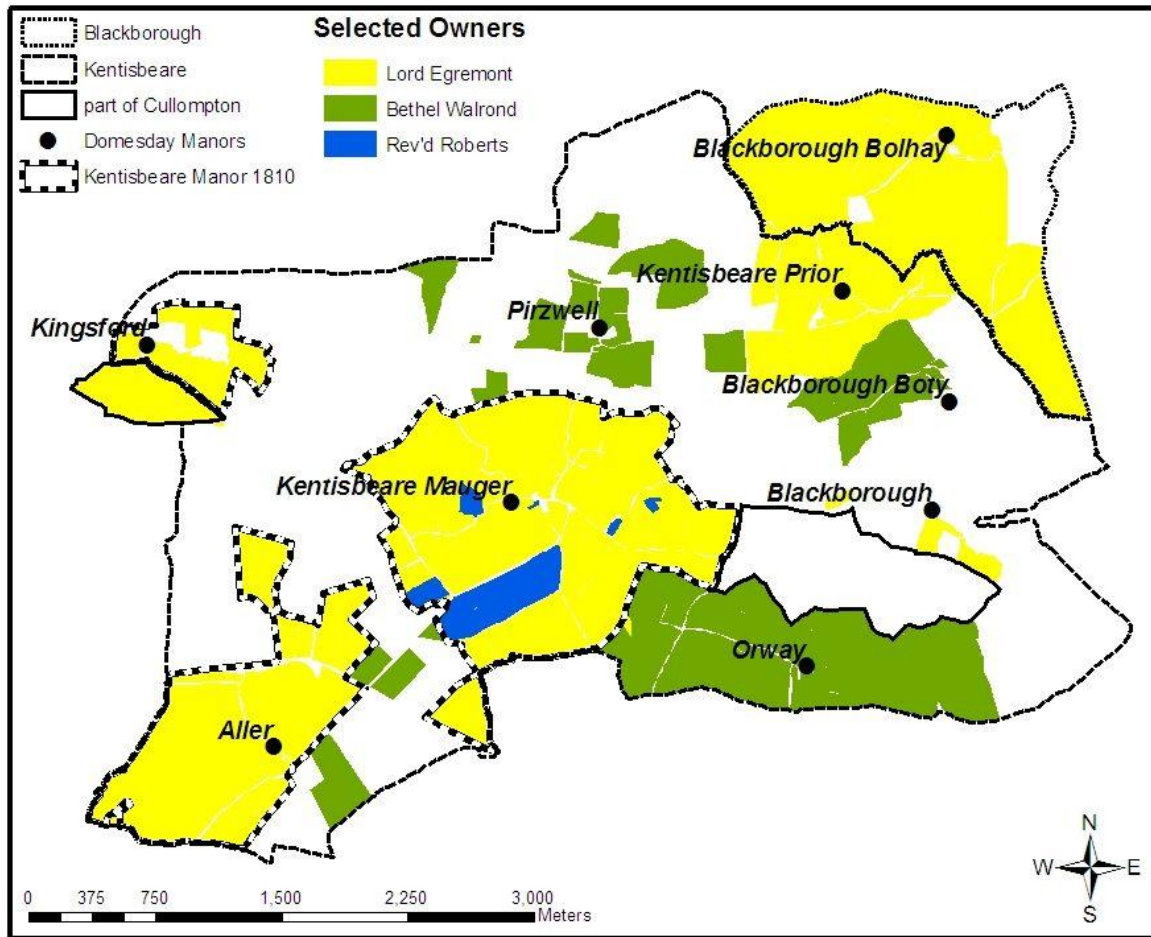 Blackborough
Kentisbeare
part of Cullompton
Domesday Manors
Kentisbeare Manor 1810
Selected Owners
Lord Egremont
Bethel Walrond
Rev'd Roberts
Blackborough Bolhay
Kentisbeare Prior
Pirzwell
Kingsford
Blackborough Boty
Kentisbeare Mauger
Blackborough
Orway
Aller
N
W E
S
0 375 750 1,500 2,250 3,000
Meters